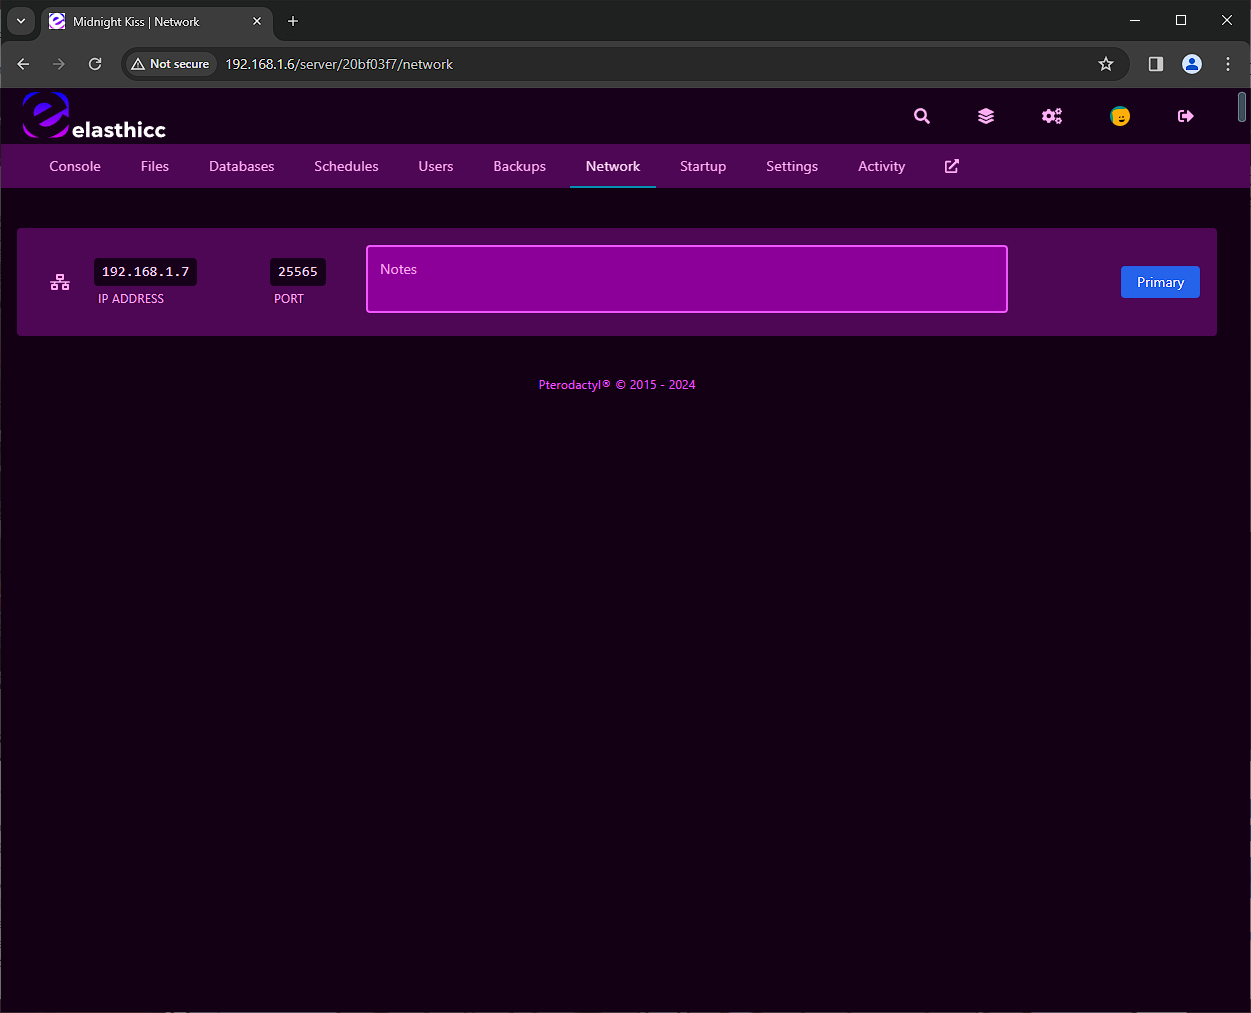 Midnight Kiss | Network
Not secure
192.168.1.6/server/20bf03f7/network
elasthicc
Console Files Databases Schedules Users Backups Network Startup Settings Activity
192.168.1.7 25565 Notes Primary
IP ADDRESS PORT
Pterodactyl® © 2015 - 2024